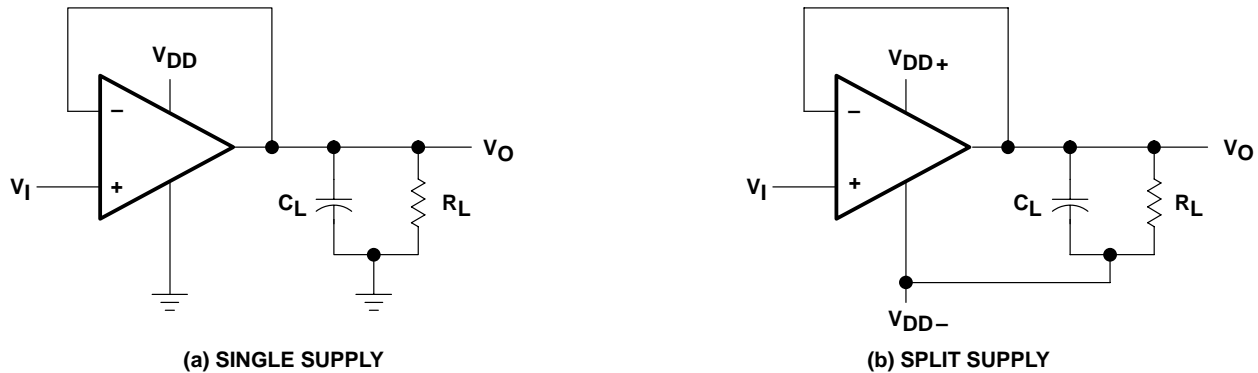 VDD
–
+
VI
CL
RL
VO
(a) SINGLE SUPPLY
VDD+
–
+
VI
CL
RL
VO
VDD–
(b) SPLIT SUPPLY